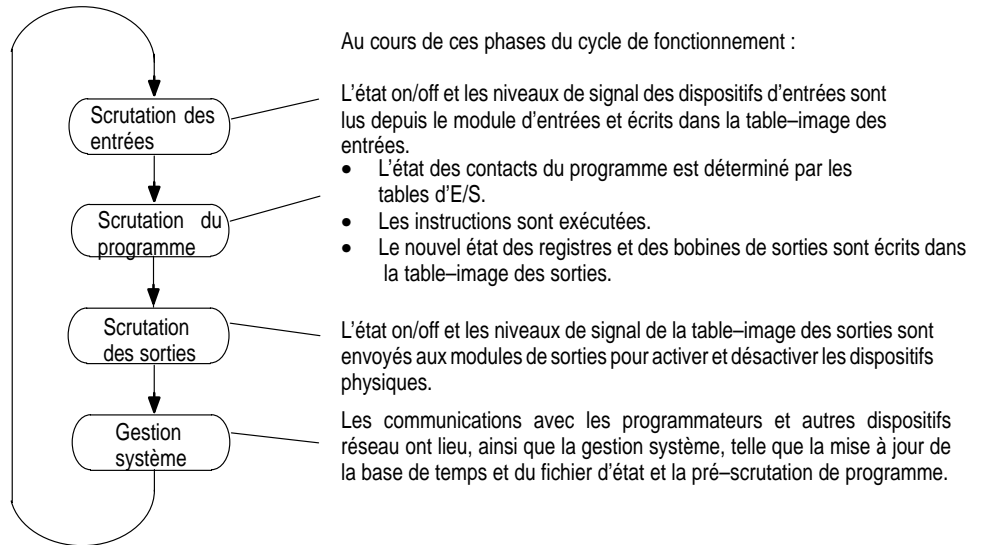 Au cours de ces phases du cycle de fonctionnement :
Scrutation des
entrées
L’état on/off et les niveaux de signal des dispositifs d’entrées sont
lus depuis le module d’entrées et écrits dans la table–image des
entrées.
• L’état des contacts du programme est déterminé par les
tables d’E/S.
• Les instructions sont exécutées.
• Le nouvel état des registres et des bobines de sorties sont écrits dans
la table–image des sorties.
Scrutation du
programme
Scrutation
des sorties
L’état on/off et les niveaux de signal de la table–image des sorties sont
envoyés aux modules de sorties pour activer et désactiver les dispositifs
physiques.
Gestion
système
Les communications avec les programmateurs et autres dispositifs
réseau ont lieu, ainsi que la gestion système, telle que la mise à jour de
la base de temps et du fichier d’état et la pré–scrutation de programme.